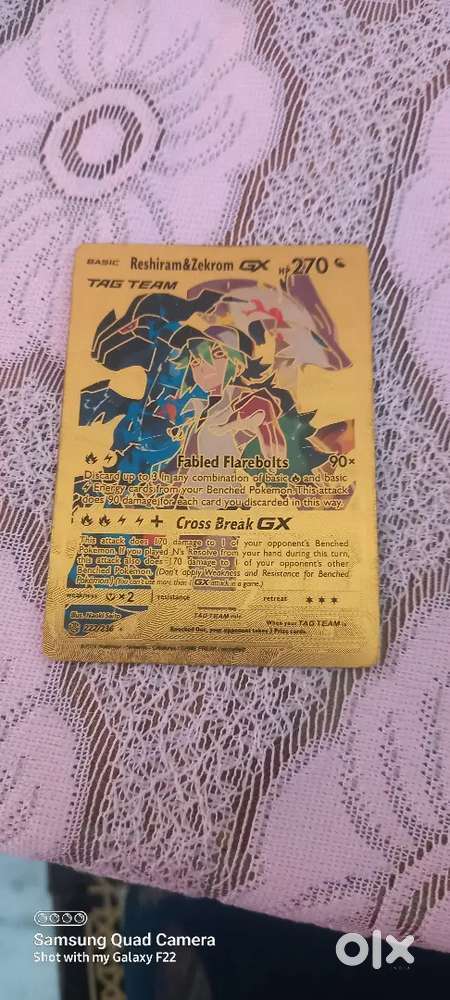 BASIC Reshiram&Zekrom GX HP 270
TAG TEAM
Fabled Flarebolts 90×
Discard up to 3 in any combination of basic and basic
Energy cards from your Benched Pokémon. This attack
does 90 damage for each card you discarded in this way.
+ Cross Break GX
This attack does 170 damage to 1 of your opponent's Benched
Pokémon. If you played N's Resolve from your hand during this turn,
this attack also does 170 damage to 1 of your opponent's other
Benched Pokémon. (Don't apply Weakness and Resistance for Benched
Pokémon.) (You can't use more than 1 GX attack in a game.)
weakness ×2 resistance retreat
Illus. Naoki Saito
TAG TEAM rule When your TAG TEAM is
Knocked Out, your opponent takes 3 Prize cards.
Samsung Quad Camera
Shot with my Galaxy F22
olx
INDIA